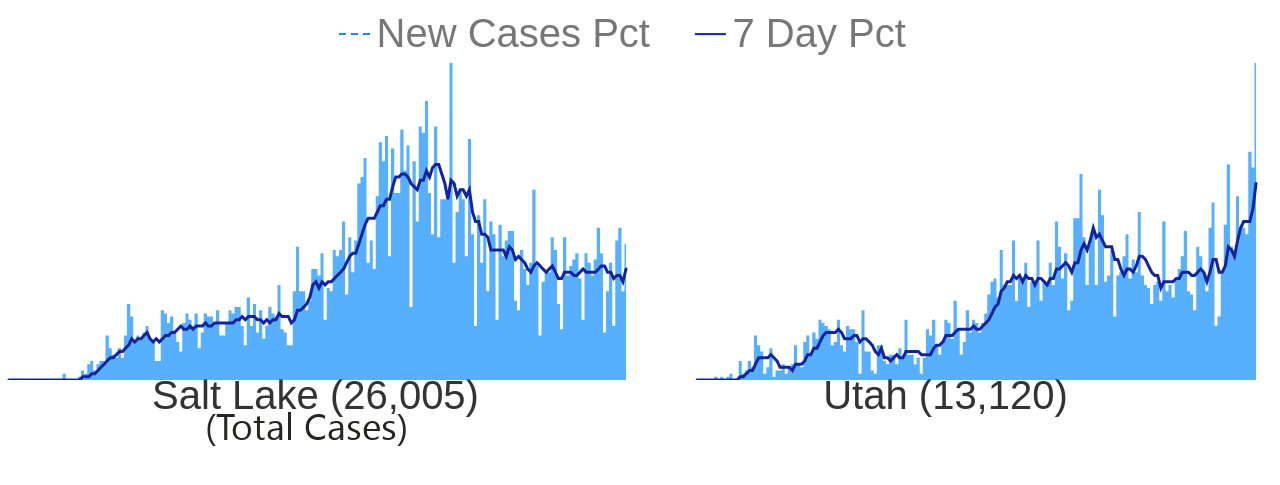 New Cases Pct 7 Day Pct
Salt Lake (26,005) Utah (13,120)
(Total Cases)